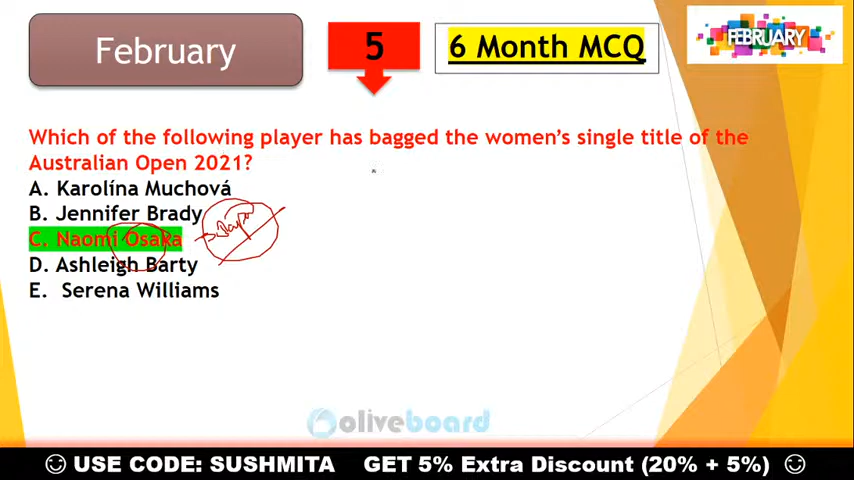 February
5
6 Month MCQ
FEBRUARY
Which of the following player has bagged the women's single title of the
Australian Open 2021?
A. Karolína Muchová
B. Jennifer Brady
C. Naomi Osaka
D. Ashleigh Barty
E. Serena Williams
oliveboard
USE CODE: SUSHMITA GET 5% Extra Discount (20% + 5%)